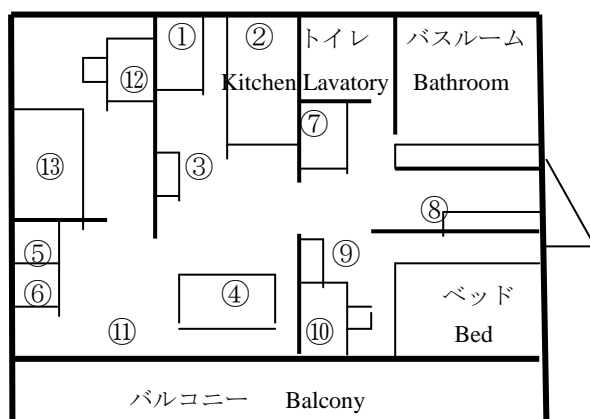 ① ② トイレ バスルーム
⑫ Kitchen Lavatory Bathroom
⑦
⑬ ③
⑧
⑤ ⑨
⑥ ④ ベッド
⑪ ⑩ Bed
バルコニー Balcony